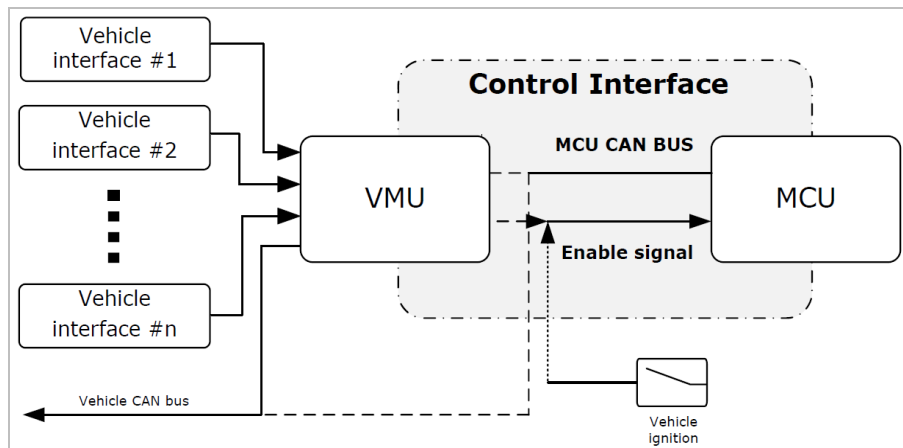 Vehicle
interface #1
Vehicle
interface #2
Vehicle
interface #n
Control Interface
MCU CAN BUS
VMU
MCU
Enable signal
Vehicle CAN bus
Vehicle
ignition